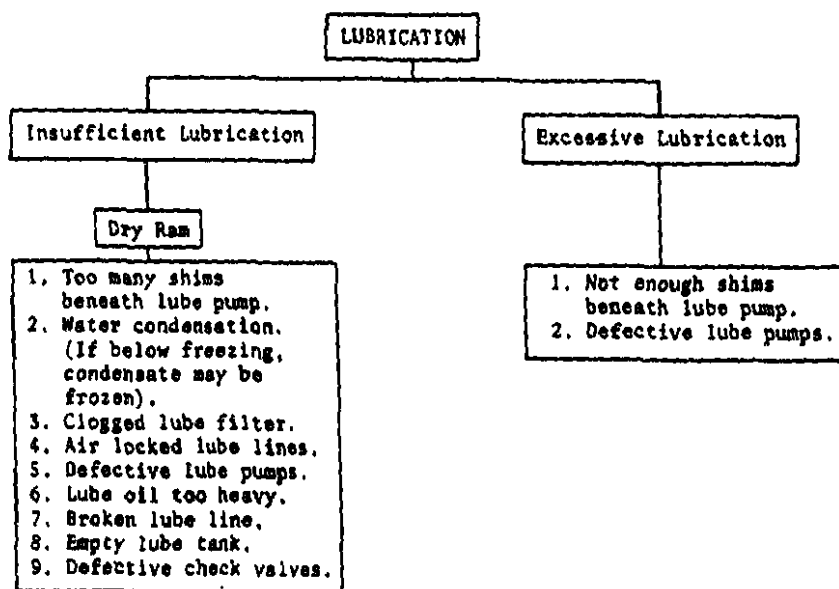 LUBRICATION
Insufficient Lubrication
Excessive Lubrication
Dry Ram
1. Too many shims
beneath lube pump.
2. Water condensation.
(If below freezing,
condensate may be
frozen).
3. Clogged lube filter.
4. Air locked lube lines.
5. Defective lube pumps.
6. Lube oil too heavy.
7. Broken lube line.
8. Empty lube tank.
9. Defective check valves.
1. Not enough shims
beneath lube pump.
2. Defective lube pumps.